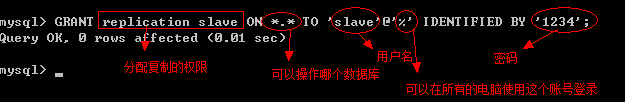 mysql> GRANT replication slave ON *.* TO 'slave'@'%' IDENTIFIED BY '1234';
Query OK, 0 rows affected (0.01 sec)
用户名
密码
mysql> _
分配复制的权限
可以操作哪个数据库
可以在所有的电脑使用这个账号登录